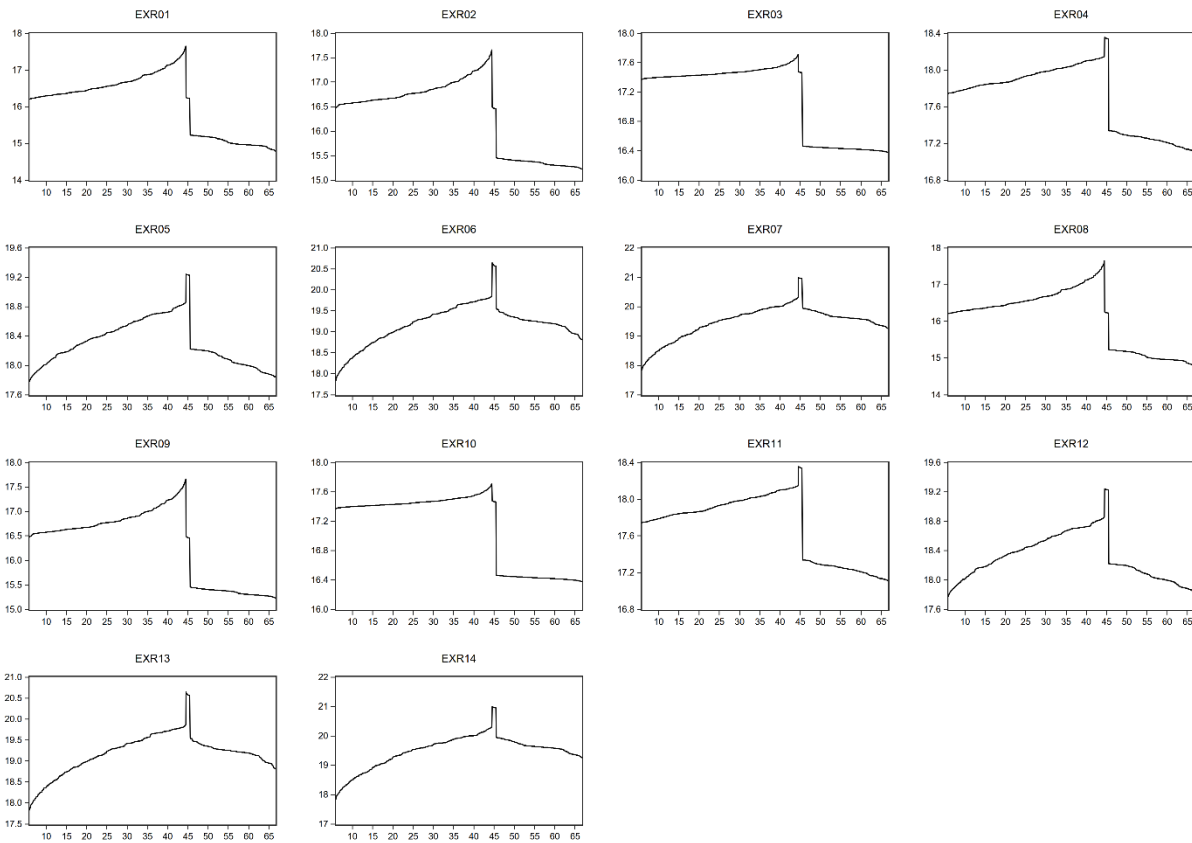 EXR01 EXR02 EXR03 EXR04
18 18.0 18.0 18.4
17 17.5 17.6 18.0
16 17.0 17.2 17.6
15 16.5 16.8 17.2
14 16.0 16.4 16.8
15.5 16.0
15.0
10 15 20 25 30 35 40 45 50 55 60 65 10 15 20 25 30 35 40 45 50 55 60 65 10 15 20 25 30 35 40 45 50 55 60 65 10 15 20 25 30 35 40 45 50 55 60 65
EXR05 EXR06 EXR07 EXR08
19.6 21.0 22 18
19.2 20.5 21 17
18.8 20.0 20 16
18.4 19.5 19 15
18.0 19.0 18 14
17.6 18.5 17
18.0
17.5
10 15 20 25 30 35 40 45 50 55 60 65 10 15 20 25 30 35 40 45 50 55 60 65 10 15 20 25 30 35 40 45 50 55 60 65 10 15 20 25 30 35 40 45 50 55 60 65
EXR09 EXR10 EXR11 EXR12
18.0 18.0 18.4 19.6
17.5 17.6 18.0 19.2
17.0 17.2 17.6 18.8
16.5 16.8 17.2 18.4
16.0 16.4 16.8 18.0
15.5 16.0 17.6
15.0
10 15 20 25 30 35 40 45 50 55 60 65 10 15 20 25 30 35 40 45 50 55 60 65 10 15 20 25 30 35 40 45 50 55 60 65 10 15 20 25 30 35 40 45 50 55 60 65
EXR13 EXR14
21.0 22
20.5 21
20.0 20
19.5 19
19.0 18
18.5 17
18.0
17.5
10 15 20 25 30 35 40 45 50 55 60 65 10 15 20 25 30 35 40 45 50 55 60 65